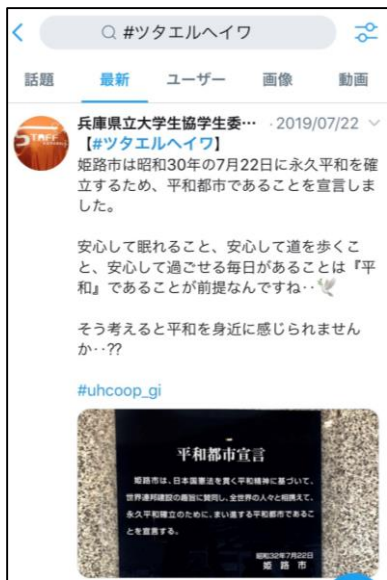 #ツタエルヘイワ
話題 最新 ユーザー 画像 動画
兵庫県立大学生協学生委… ・2019/07/22
【#ツタエルヘイワ】
姫路市は昭和30年の7月22日に永久平和を確
立するため、平和都市であることを宣言しま
した。
安心して眠れること、安心して道を歩くこ
と、安心して過ごせる毎日があることは『平
和』であることが前提なんですね‥🕊
そう考えると平和を身近に感じられません
か‥??
#uhcoop_gi
平和都市宣言
姫路市は、日本国憲法を貫く平和精神に基づいて、
世界連邦建設の趣旨に賛同し、全世界の人々と相携えて、
永久平和確立のために、まい進する平和都市であるこ
とを宣言する。
昭和32年7月22日
姫路市